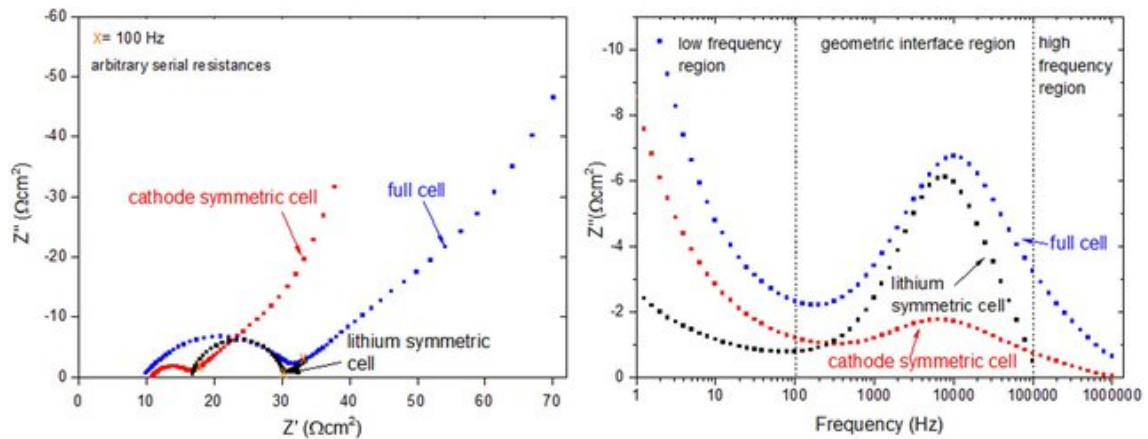 -60
-50
-40
-30
-20
-10
0
Z'' (Ωcm²)
X= 100 Hz
arbitrary serial resistances
cathode symmetric cell
full cell
lithium symmetric
cell
0 10 20 30 40 50 60 70
Z' (Ωcm²)
-10
-8
-6
-4
-2
0
Z''(Ωcm²)
low frequency
region
geometric interface region
high
frequency
region
full cell
lithium
symmetric cell
cathode symmetric cell
1 10 100 1000 10000 100000 1000000
Frequency (Hz)